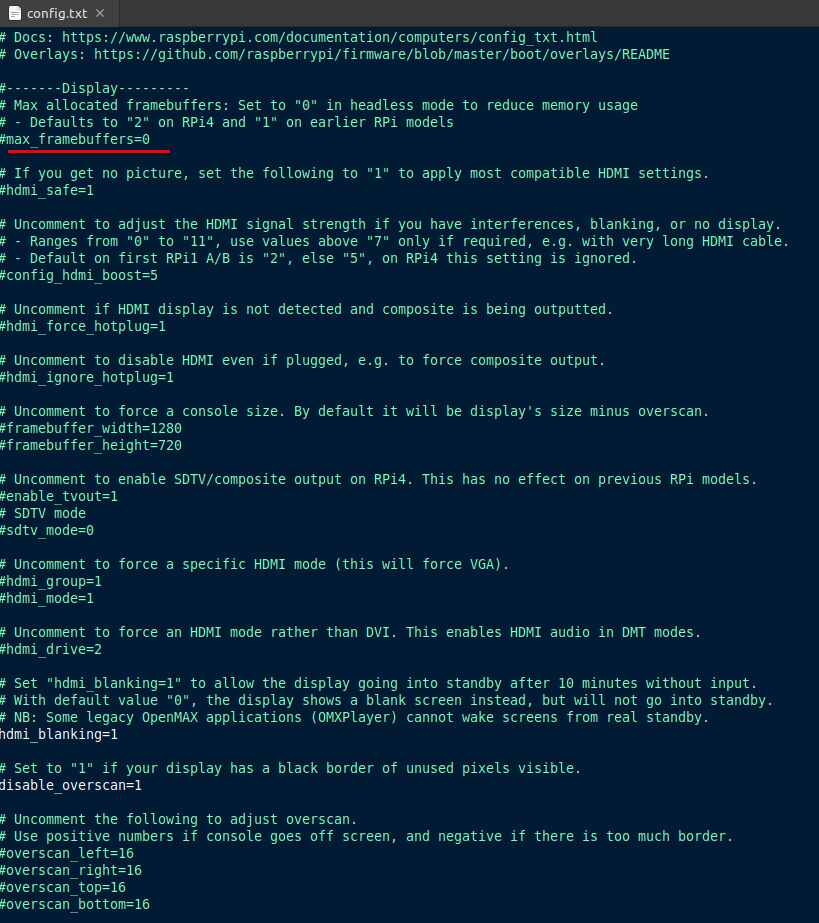 config.txt ×
# Docs: https://www.raspberrypi.com/documentation/computers/config_txt.html
# Overlays: https://github.com/raspberrypi/firmware/blob/master/boot/overlays/README
#-------Display---------
# Max allocated framebuffers: Set to "0" in headless mode to reduce memory usage
# - Defaults to "2" on RPi4 and "1" on earlier RPi models
#max_framebuffers=0
# If you get no picture, set the following to "1" to apply most compatible HDMI settings.
#hdmi_safe=1
# Uncomment to adjust the HDMI signal strength if you have interferences, blanking, or no display.
# - Ranges from "0" to "11", use values above "7" only if required, e.g. with very long HDMI cable.
# - Default on first RPi1 A/B is "2", else "5", on RPi4 this setting is ignored.
#config_hdmi_boost=5
# Uncomment if HDMI display is not detected and composite is being outputted.
#hdmi_force_hotplug=1
# Uncomment to disable HDMI even if plugged, e.g. to force composite output.
#hdmi_ignore_hotplug=1
# Uncomment to force a console size. By default it will be display's size minus overscan.
#framebuffer_width=1280
#framebuffer_height=720
# Uncomment to enable SDTV/composite output on RPi4. This has no effect on previous RPi models.
#enable_tvout=1
# SDTV mode
#sdtv_mode=0
# Uncomment to force a specific HDMI mode (this will force VGA).
#hdmi_group=1
#hdmi_mode=1
# Uncomment to force an HDMI mode rather than DVI. This enables HDMI audio in DMT modes.
#hdmi_drive=2
# Set "hdmi_blanking=1" to allow the display going into standby after 10 minutes without input.
# With default value "0", the display shows a blank screen instead, but will not go into standby.
# NB: Some legacy OpenMAX applications (OMXPlayer) cannot wake screens from real standby.
hdmi_blanking=1
# Set to "1" if your display has a black border of unused pixels visible.
disable_overscan=1
# Uncomment the following to adjust overscan.
# Use positive numbers if console goes off screen, and negative if there is too much border.
#overscan_left=16
#overscan_right=16
#overscan_top=16
#overscan_bottom=16